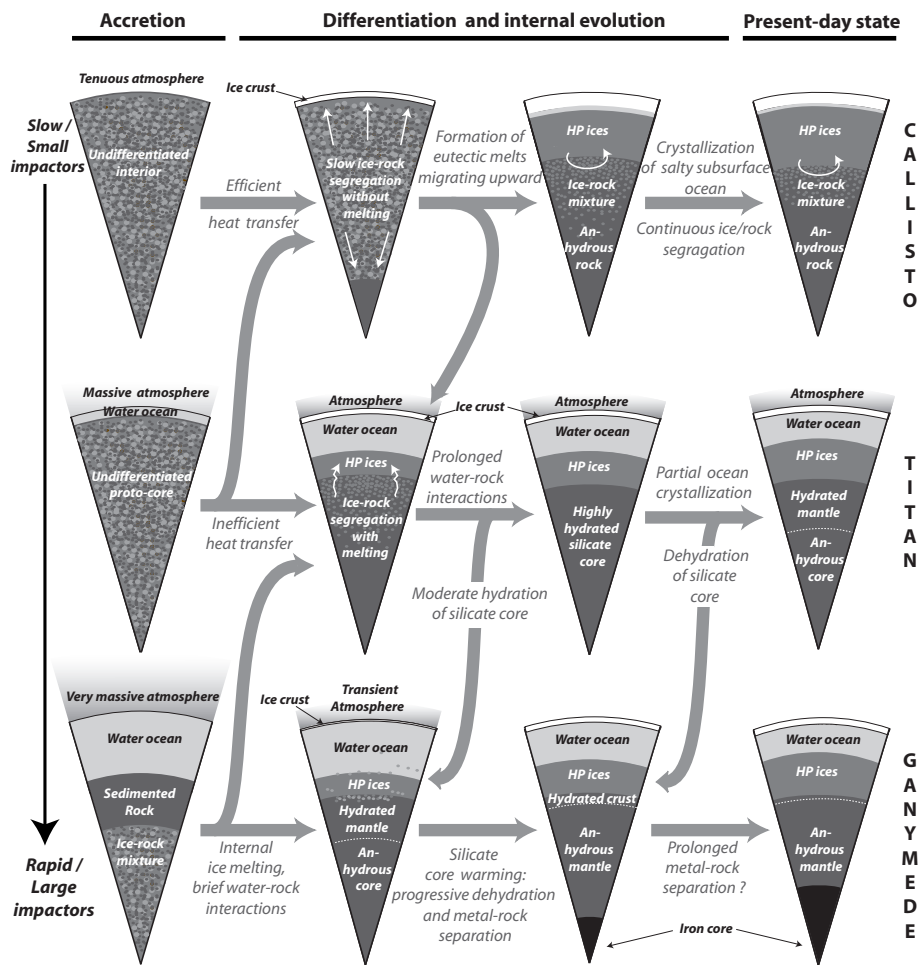 Accretion
Differentiation and internal evolution
Present-day state
Slow /
Small
impactors
Rapid /
Large
impactors
Tenuous atmosphere
Undifferentiated
interior
Efficient
heat transfer
Ice crust
Slow ice-rock
segregation
without
melting
Formation of
eutectic melts
migrating upward
HP ices
Ice-rock
mixture
An-
hydrous
rock
Crystallization
of salty subsurface
ocean
Continuous ice/rock
segragation
HP ices
Ice-rock
mixture
An-
hydrous
rock
CALLISTO
Massive atmosphere
Water ocean
Undifferentiated
proto-core
Inefficient
heat transfer
Atmosphere
Ice crust
Water ocean
HP ices
Ice-rock
segregation
with
melting
Prolonged
water-rock
interactions
Moderate hydration
of silicate core
Atmosphere
Water ocean
HP ices
Highly
hydrated
silicate
core
Partial ocean
crystallization
Dehydration
of silicate
core
Atmosphere
Water ocean
HP ices
Hydrated
mantle
An-
hydrous
core
TITAN
Very massive atmosphere
Water ocean
Sedimented
Rock
Ice-rock
mixture
Internal
ice melting,
brief water-rock
interactions
Ice crust
Transient
Atmosphere
Water ocean
HP ices
Hydrated
mantle
An-
hydrous
core
Silicate
core warming:
progressive dehydration
and metal-rock
separation
Water ocean
HP ices
Hydrated crust
An-
hydrous
mantle
Prolonged
metal-rock
separation ?
Iron core
Water ocean
HP ices
An-
hydrous
mantle
GANYMEDE